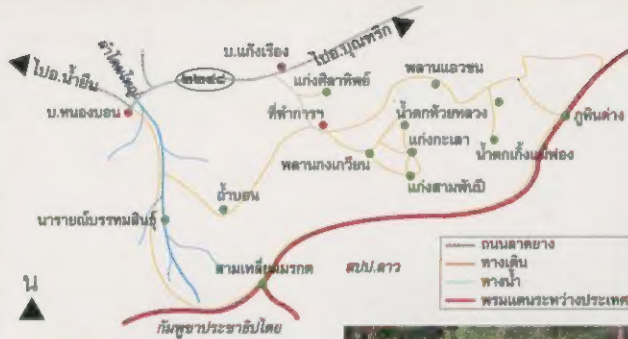 ไปอ.น้ำยืน
ลำโดมใหญ่
๒๒๔๘
บ.แก้งเรือง
ไปอ.บุณฑริก
แก่งศิลาทิพย์
บ.หนองบอน
ที่ทำการฯ
พลานแอวขน
น้ำตกห้วยหลวง
ภูหินด่าง
แก่งกะเลา
น้ำตกเกิ้งแม่ฟอง
พลานกงเกวียน
แก่งสามพันปี
ถ้ำบอน
นารายณ์บรรทมสินธุ์
สามเหลี่ยมมรกต
สปป.ลาว
ถนนลาดยาง
ทางเดิน
ทางน้ำ
พรมแดนระหว่างประเทศ
น
กัมพูชาประชาธิปไตย